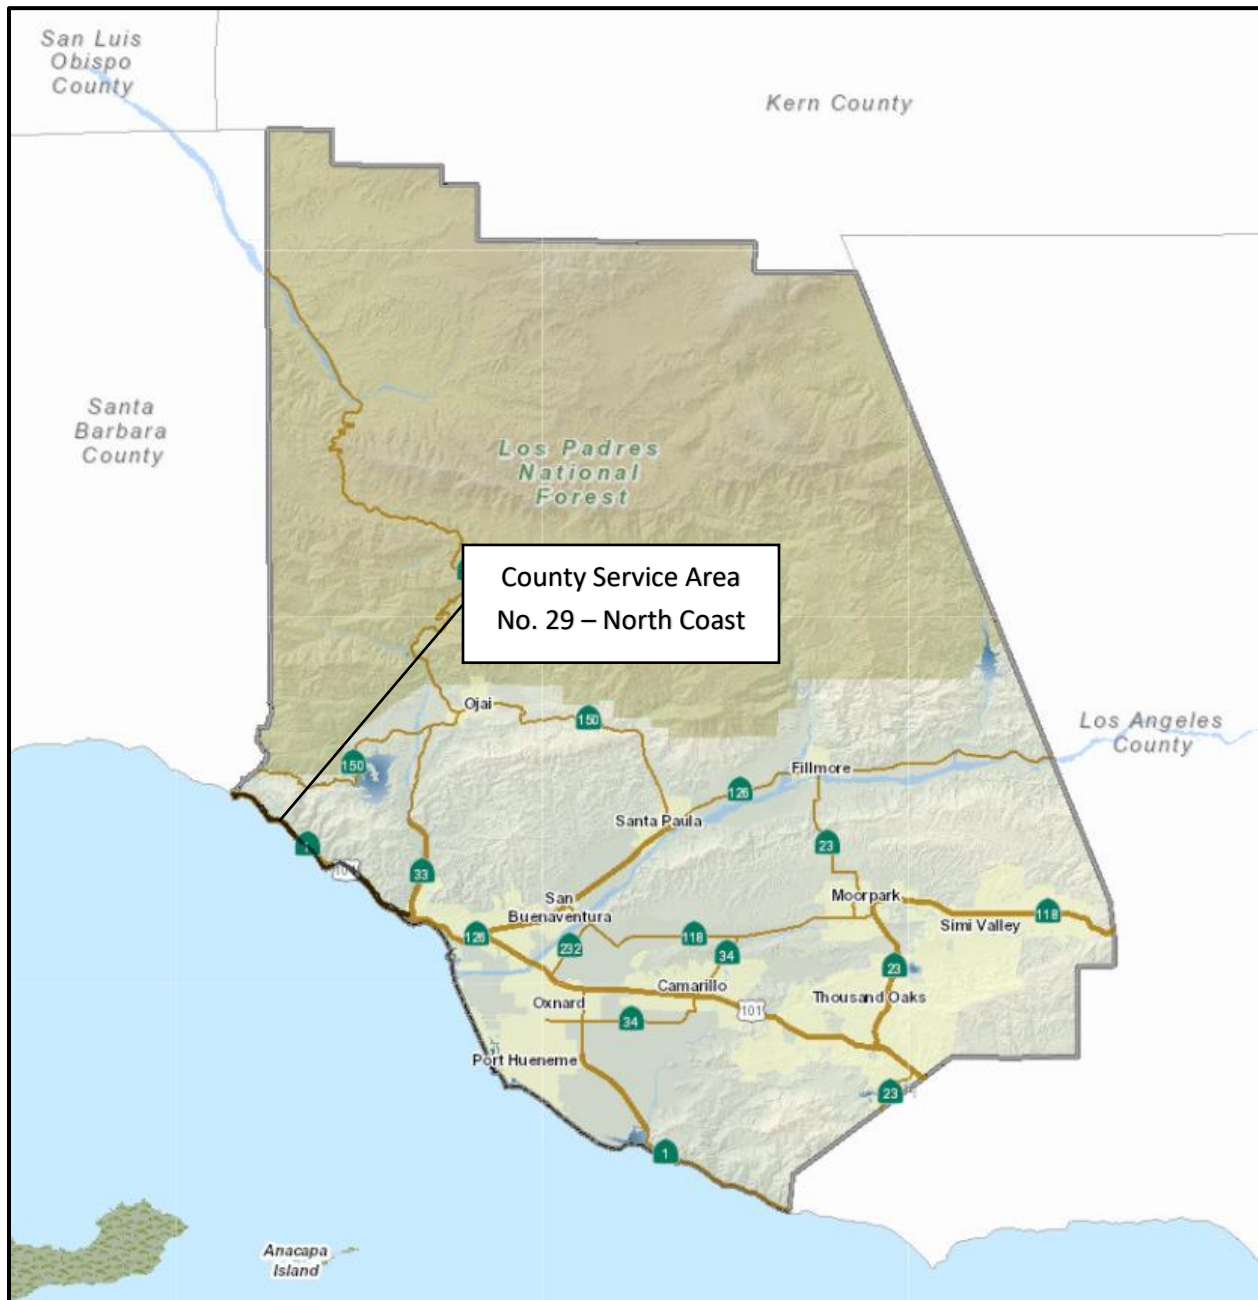 San Luis
Obispo
County
Kern County
Santa
Barbara
County
Los Padres
National
Forest
County Service Area
No. 29 – North Coast
Ojai
150
Los Angeles
County
150
Fillmore
126
Santa Paula
1
101
23
33
San
Buenaventura
Moorpark
Simi Valley
118
126
232
118
34
23
Camarillo
Thousand Oaks
Oxnard
101
34
Port Hueneme
23
1
Anacapa
Island